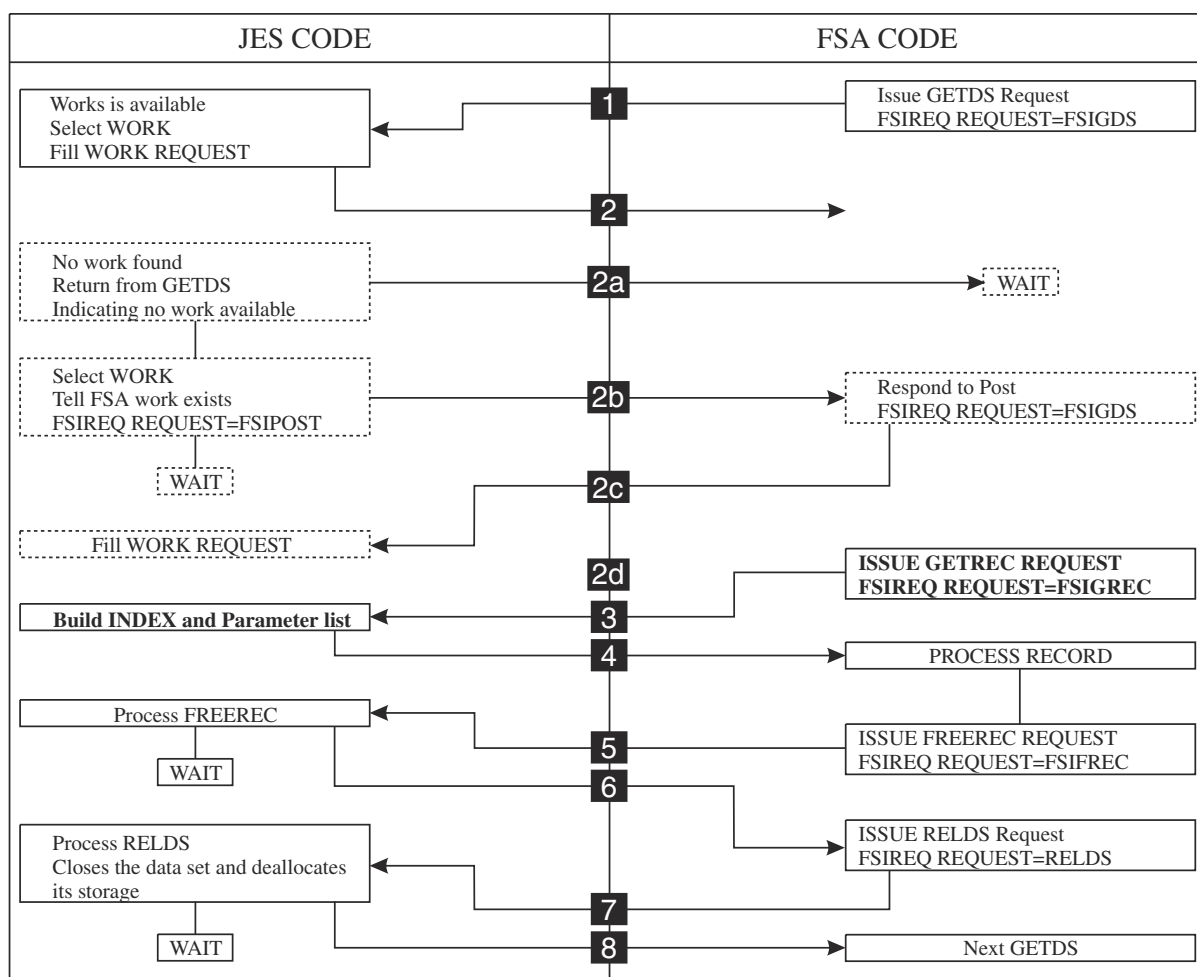 JES CODE
FSA CODE
Works is available
Select WORK
Fill WORK REQUEST
1
Issue GETDS Request
FSIREQ REQUEST=FSIGDS
2
No work found
Return from GETDS
Indicating no work available
2a
WAIT
Select WORK
Tell FSA work exists
FSIREQ REQUEST=FSIPOST
2b
Respond to Post
FSIREQ REQUEST=FSIGDS
WAIT
2c
Fill WORK REQUEST
2d
ISSUE GETREC REQUEST
FSIREQ REQUEST=FSIGREC
Build INDEX and Parameter list
3
4
PROCESS RECORD
Process FREEREC
5
ISSUE FREEREC REQUEST
FSIREQ REQUEST=FSIFREC
WAIT
6
Process RELDS
Closes the data set and deallocates
its storage
ISSUE RELDS Request
FSIREQ REQUEST=RELDS
7
WAIT
8
Next GETDS